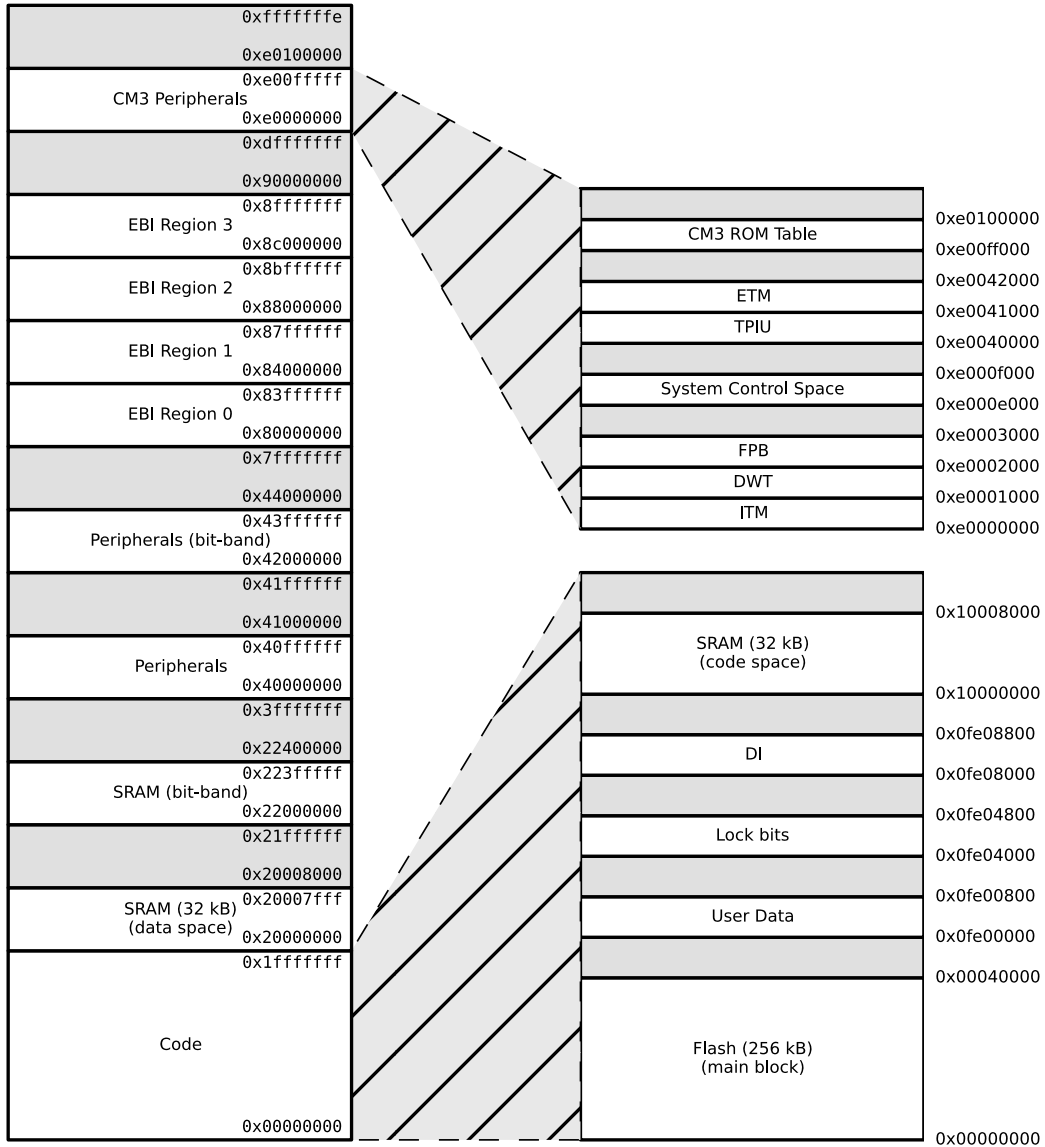 0xfffffffe
0xe0100000
0xe00fffff
CM3 Peripherals
0xe0000000
0xdfffffff
0x90000000
0x8fffffff
EBI Region 3
0x8c000000
0x8bffffff
EBI Region 2
0x88000000
0x87ffffff
EBI Region 1
0x84000000
0x83ffffff
EBI Region 0
0x80000000
0x7fffffff
0x44000000
0x43ffffff
Peripherals (bit-band)
0x42000000
0x41ffffff
0x41000000
0x40ffffff
Peripherals
0x40000000
0x3fffffff
0x22400000
0x223fffff
SRAM (bit-band)
0x22000000
0x21ffffff
0x20008000
0x20007fff
SRAM (32 kB)
(data space)
0x20000000
0x1fffffff
Code
0x00000000
0xe0100000
CM3 ROM Table
0xe00ff000
0xe0042000
ETM
0xe0041000
TPIU
0xe0040000
0xe000f000
System Control Space
0xe000e000
0xe0003000
FPB
0xe0002000
DWT
0xe0001000
ITM
0xe0000000
0x10008000
SRAM (32 kB)
(code space)
0x10000000
0x0fe08800
DI
0x0fe08000
0x0fe04800
Lock bits
0x0fe04000
0x0fe00800
User Data
0x0fe00000
0x00040000
Flash (256 kB)
(main block)
0x00000000